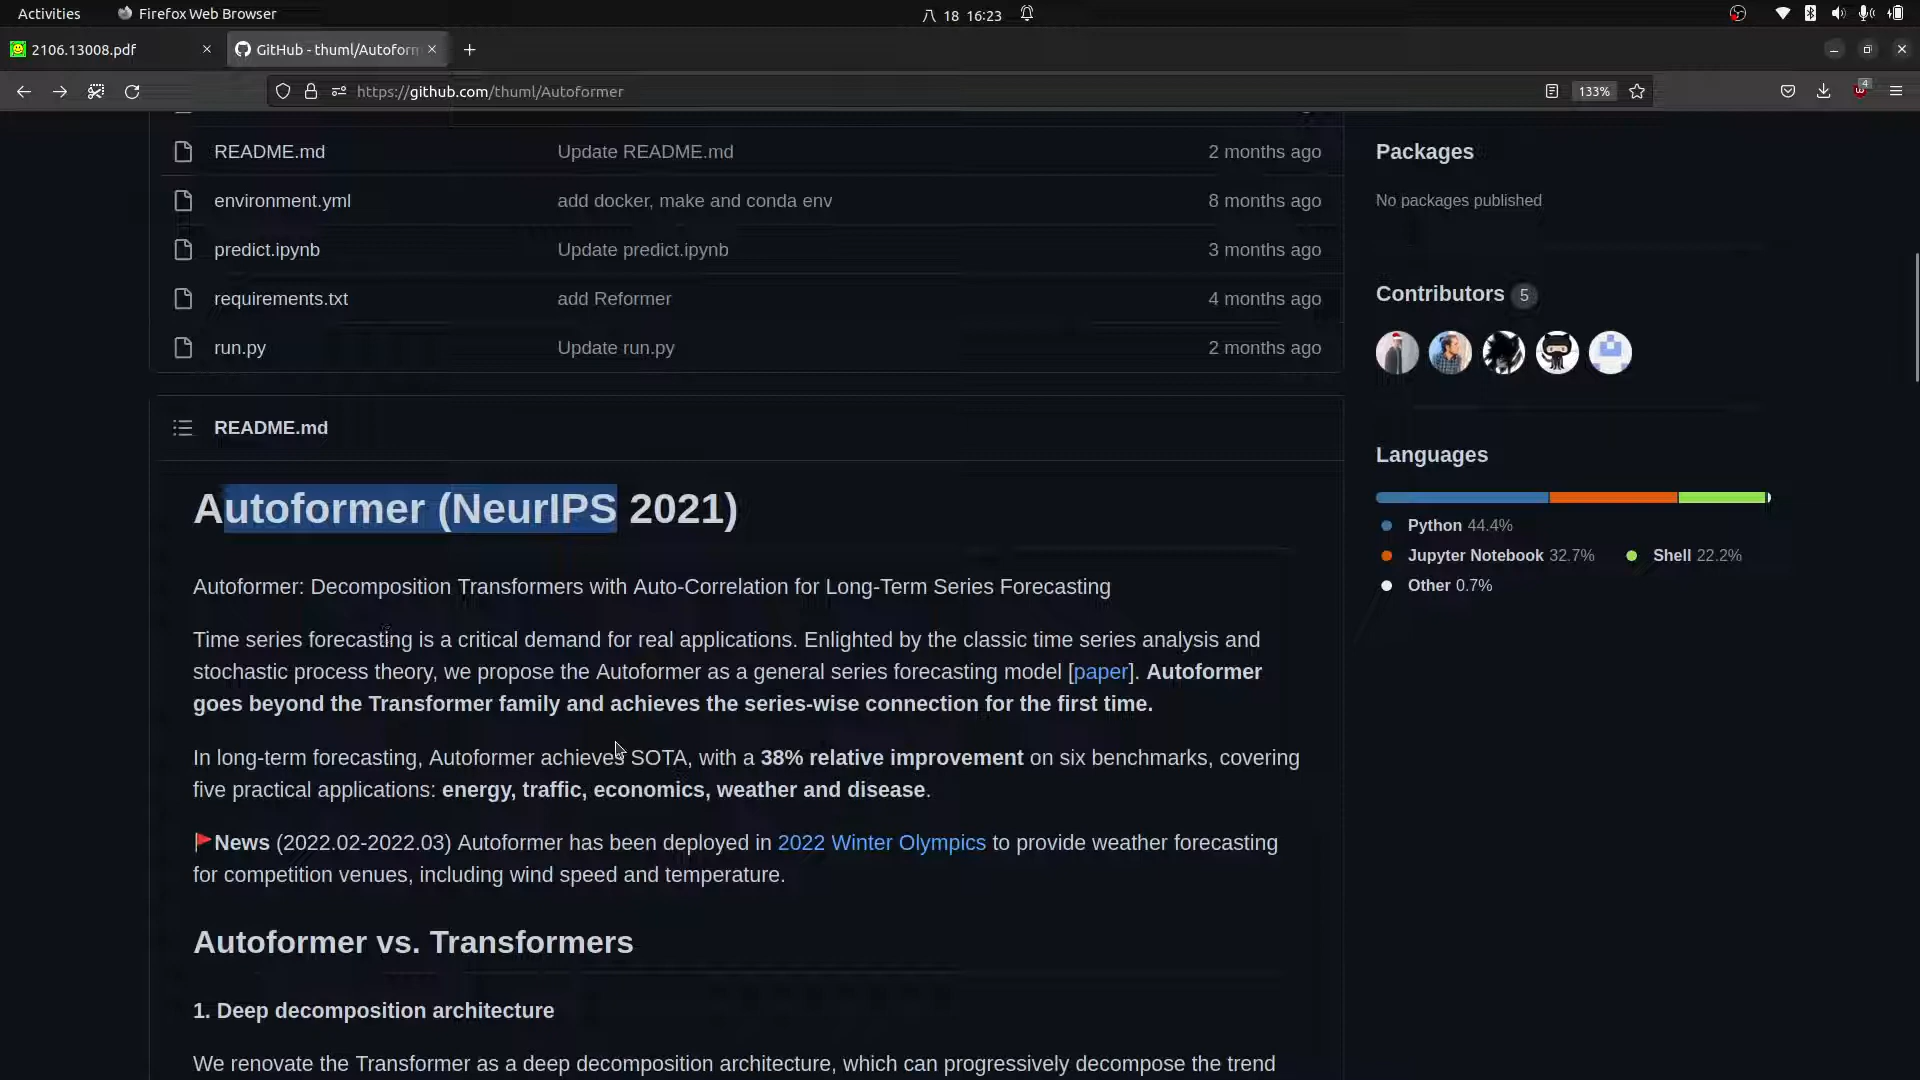 Activities
Firefox Web Browser
八 18 16:23
2106.13008.pdf
GitHub - thuml/Autoform
https://github.com/thuml/Autoformer
133%
4
README.md Update README.md 2 months ago
environment.yml add docker, make and conda env 8 months ago
predict.ipynb Update predict.ipynb 3 months ago
requirements.txt add Reformer 4 months ago
run.py Update run.py 2 months ago
README.md
Autoformer (NeurIPS 2021)
Autoformer: Decomposition Transformers with Auto-Correlation for Long-Term Series Forecasting
Time series forecasting is a critical demand for real applications. Enlighted by the classic time series analysis and
stochastic process theory, we propose the Autoformer as a general series forecasting model [paper]. Autoformer
goes beyond the Transformer family and achieves the series-wise connection for the first time.
In long-term forecasting, Autoformer achieves SOTA, with a 38% relative improvement on six benchmarks, covering
five practical applications: energy, traffic, economics, weather and disease.
News (2022.02-2022.03) Autoformer has been deployed in 2022 Winter Olympics to provide weather forecasting
for competition venues, including wind speed and temperature.
Autoformer vs. Transformers
1. Deep decomposition architecture
We renovate the Transformer as a deep decomposition architecture, which can progressively decompose the trend
Packages
No packages published
Contributors 5
Languages
Python 44.4%
Jupyter Notebook 32.7% Shell 22.2%
Other 0.7%